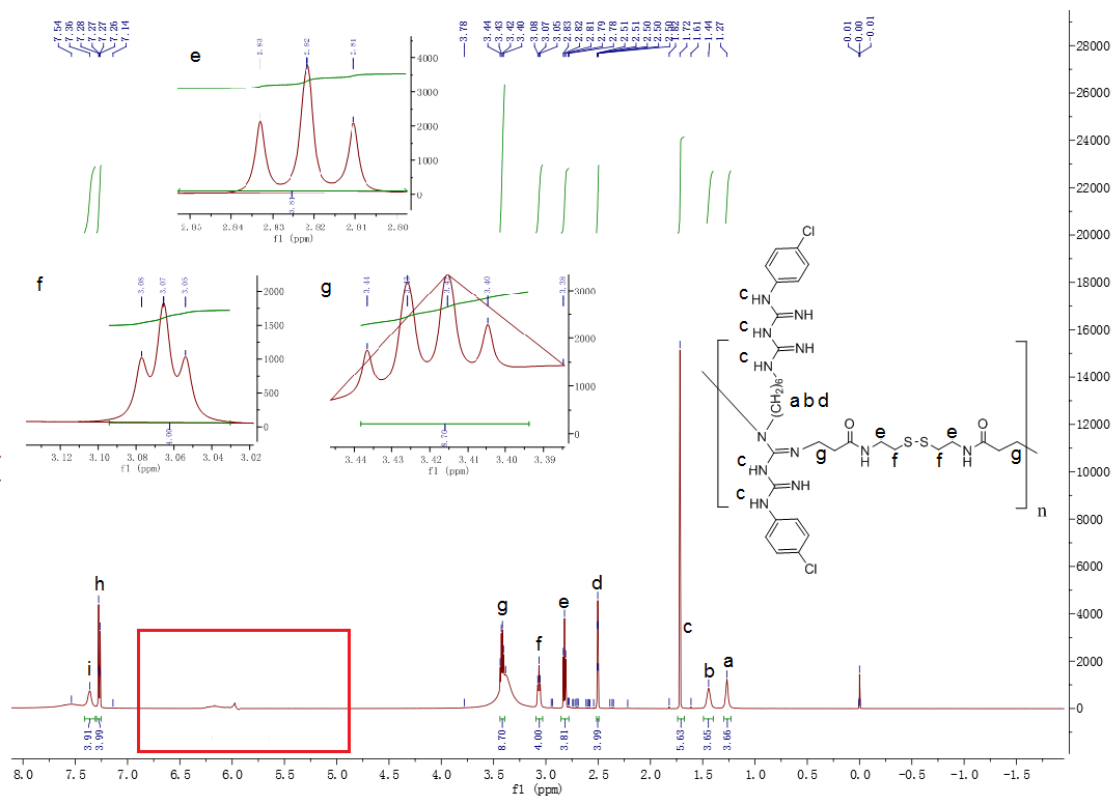 7.54 7.36 7.28 7.27 7.27 7.26 7.14
3.78 3.44 3.43 3.42 3.40 3.08 3.07 3.05 2.83 2.82 2.81 2.79 2.78 2.51 2.51 2.50 2.50 2.50 1.82 1.72 1.61 1.44 1.27
0.01 0.00 -0.01
e
2.83 2.82 2.81
4000
3000
2000
1000
0
3.81
2.85 2.84 2.83 2.82 2.81 2.80
f1 (ppm)
f
3.08 3.07 3.05
2000
1500
1000
500
0
4.00
3.12 3.10 3.08 3.06 3.04 3.02
f1 (ppm)
g
3.44 3.40 3.38
3000
2000
1000
0
8.70
3.44 3.43 3.42 3.41 3.40 3.39
f1 (ppm)
Cl
c HN
NH
c HN
NH
c HN
(CH2)6
a b d
N
N
g
O
N
H
e
f
S-S
f
e
N
H
O
g
c HN
NH
c HN
Cl
n
i h g f e d c b a
3.91 3.99 8.70 4.00 3.81 3.99 5.63 3.65 3.66
8.0 7.5 7.0 6.5 6.0 5.5 5.0 4.5 4.0 3.5 3.0 2.5 2.0 1.5 1.0 0.5 0.0 -0.5 -1.0 -1.5
f1 (ppm)
28000
26000
24000
22000
20000
18000
16000
14000
12000
10000
8000
6000
4000
2000
0